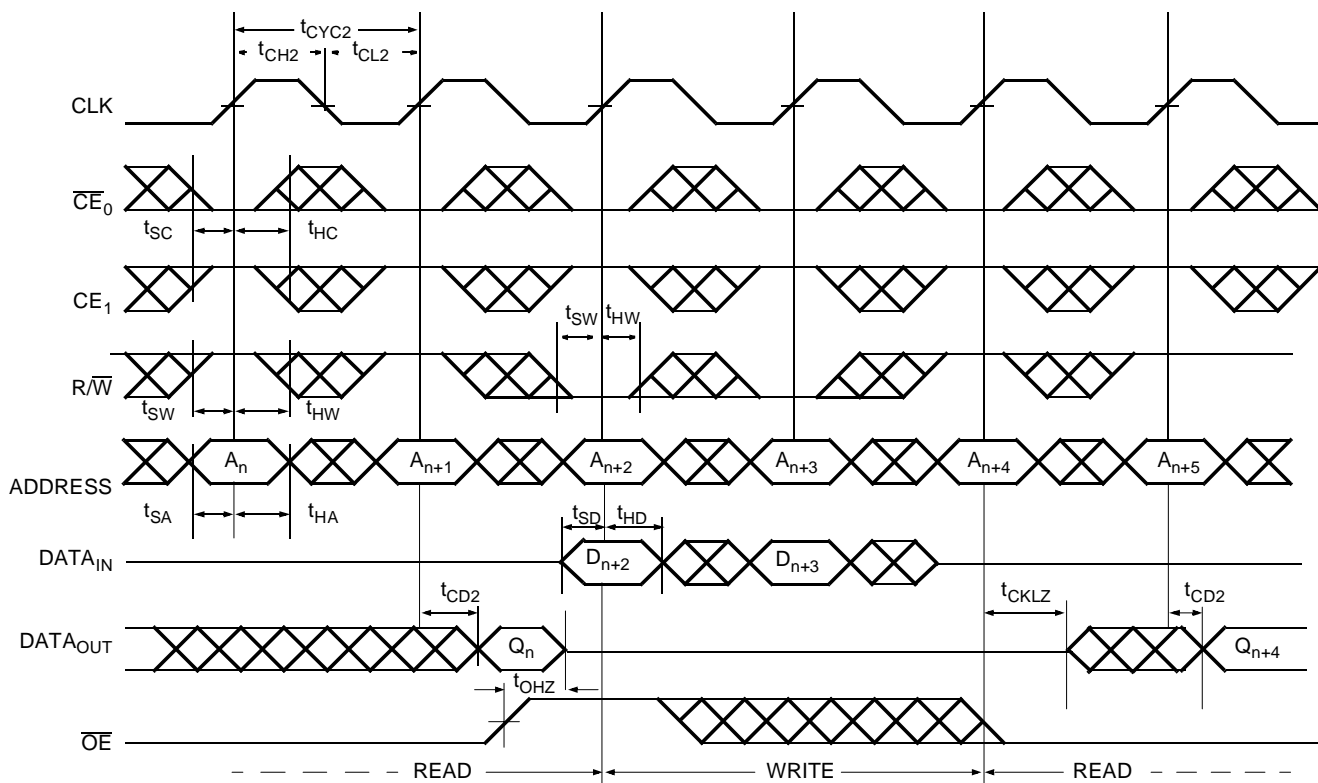 tCYC2
tCH2 tCL2
CLK
CE0
tSC tHC
CE1
tSW tHW
R/W
tSW tHW
An An+1 An+2 An+3 An+4 An+5
ADDRESS
tSA tHA tSD tHD
DATAIN Dn+2 Dn+3
tCD2 tCKLZ tCD2
DATAOUT Qn Qn+4
tOHZ
OE
READ WRITE READ